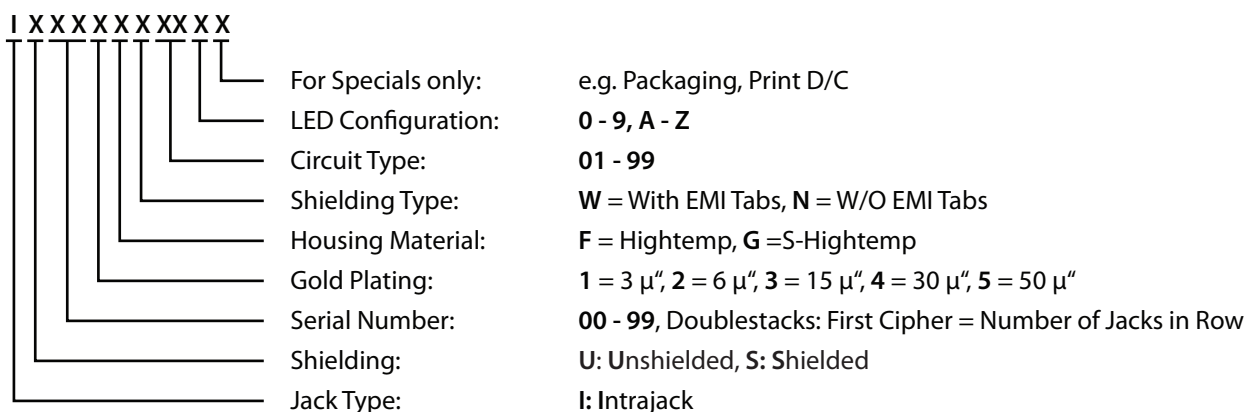 I X X X X X X XX X X
For Specials only: e.g. Packaging, Print D/C
LED Configuration: 0 - 9, A - Z
Circuit Type: 01 - 99
Shielding Type: W = With EMI Tabs, N = W/O EMI Tabs
Housing Material: F = Hightemp, G =S-Hightemp
Gold Plating: 1 = 3 µ“, 2 = 6 µ“, 3 = 15 µ“, 4 = 30 µ“, 5 = 50 µ“
Serial Number: 00 - 99, Doublestacks: First Cipher = Number of Jacks in Row
Shielding: U: Unshielded, S: Shielded
Jack Type: I: Intrajack